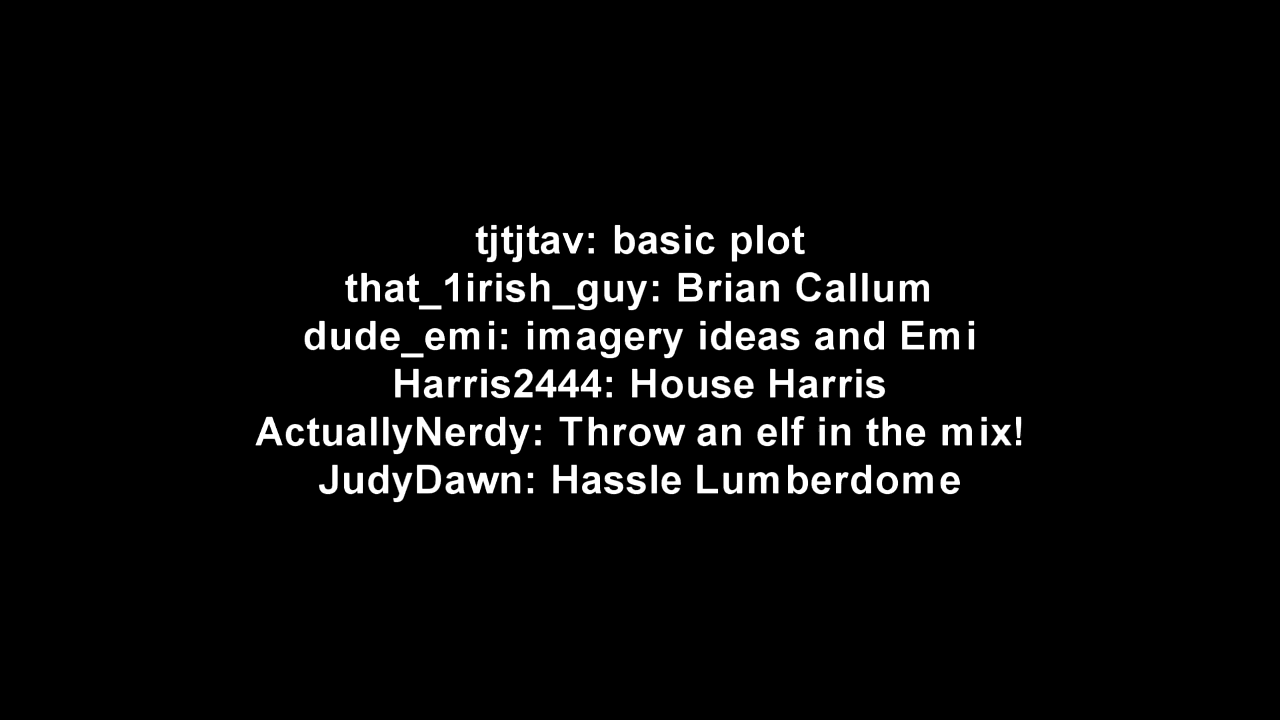 tjtjtav: basic plot
that_1irish_guy: Brian Callum
dude_emi: imagery ideas and Emi
Harris2444: House Harris
ActuallyNerdy: Throw an elf in the mix!
JudyDawn: Hassle Lumberdome